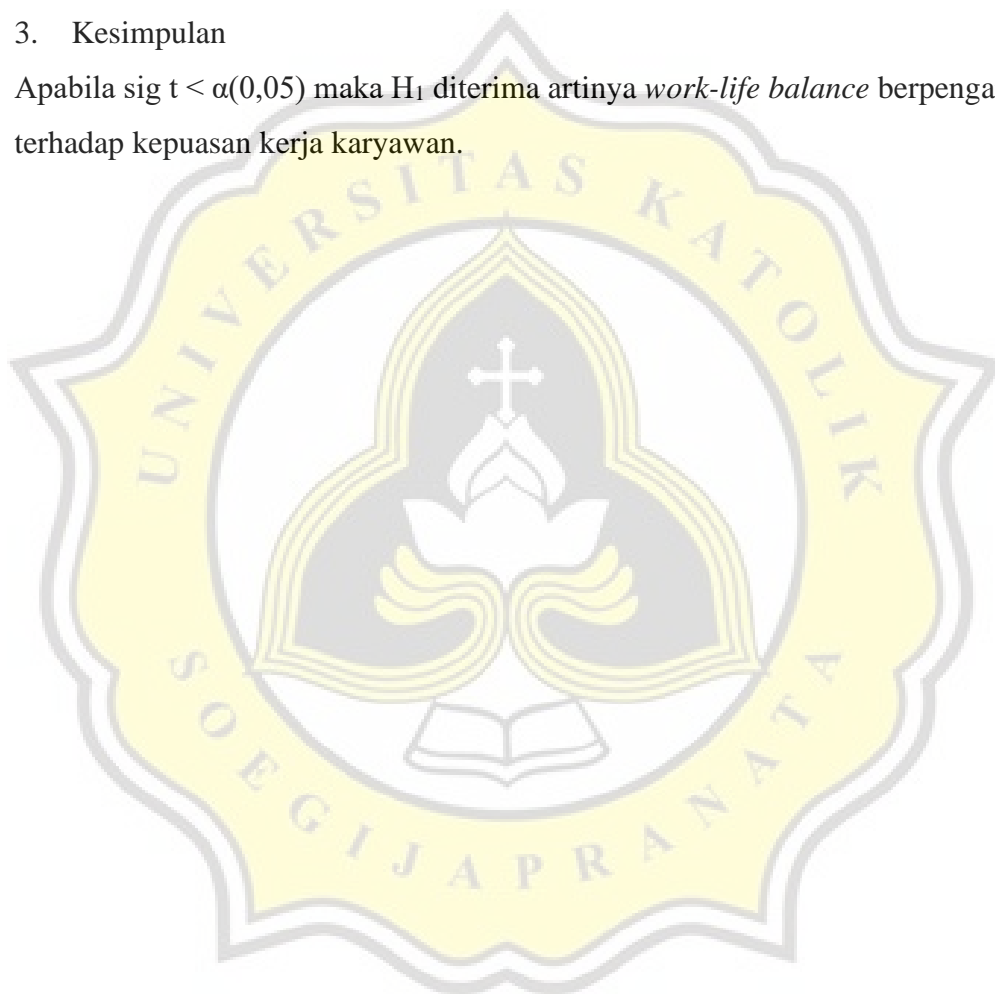 3. Kesimpulan
Apabila sig t < α(0,05) maka H₁ diterima artinya work-life balance berpenga
terhadap kepuasan kerja karyawan.
UNIVERSITAS KATOLIK
SOEGIJAPRANATA